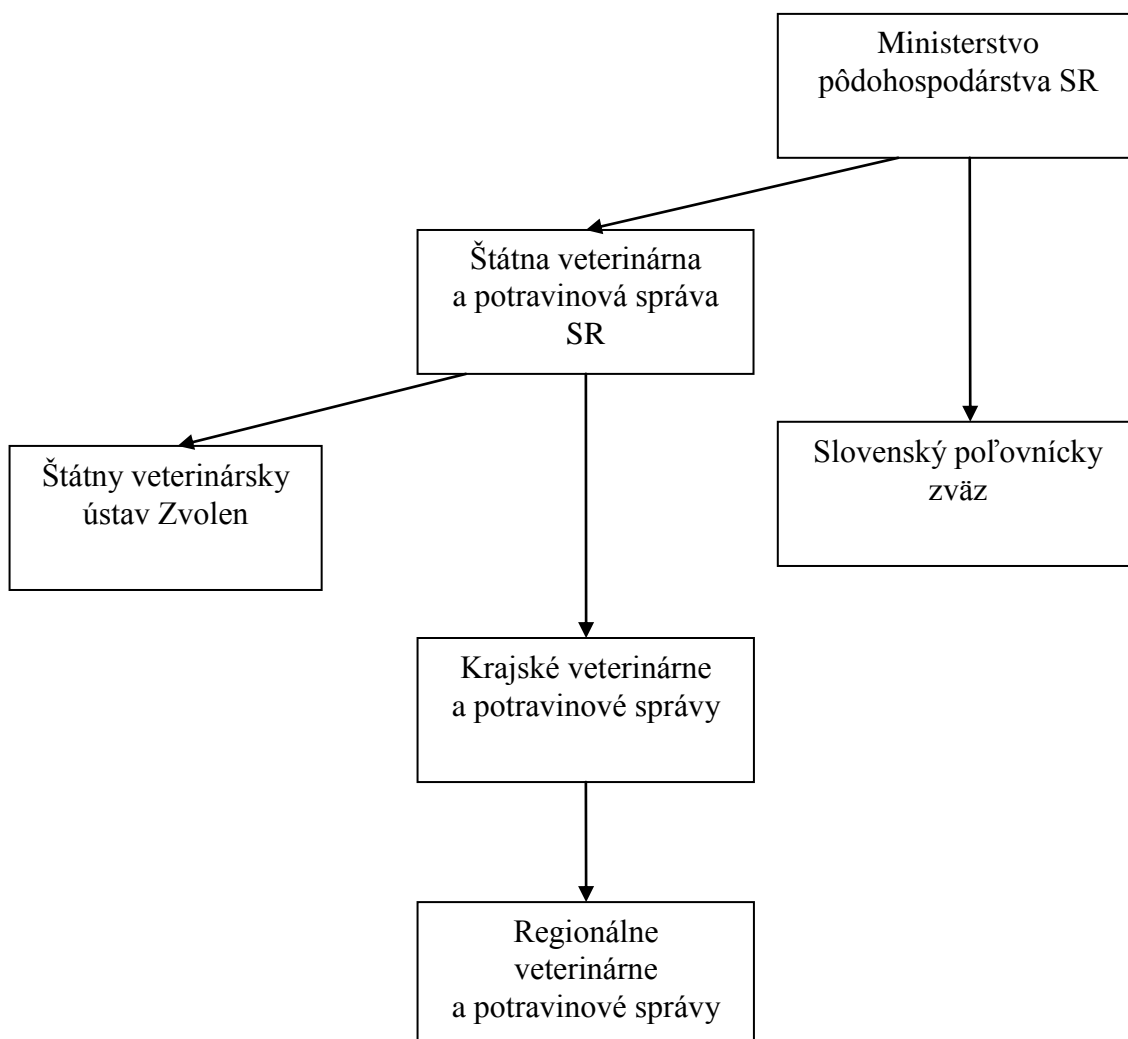 Ministerstvo
pôdohospodárstva SR
Štátna veterinárna
a potravinová správa
SR
Štátny veterinársky
ústav Zvolen
Slovenský poľovnícky
zväz
Krajské veterinárne
a potravinové správy
Regionálne
veterinárne
a potravinové správy